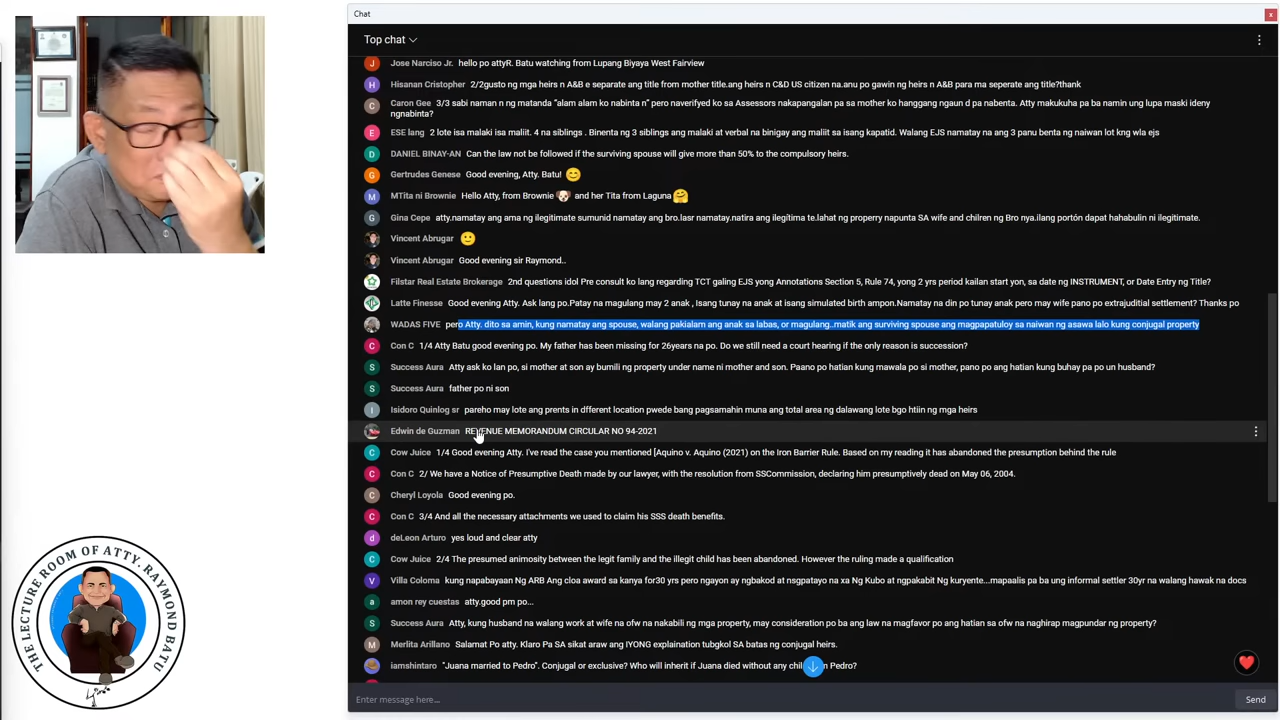 Chat
x
Top chat
J Jose Narciso Jr. hello po attyR. Batu watching from Lupang Biyaya West Fairview
H Hisanan Cristopher 2/2gusto ng mga heirs n A&B e separate ang title from mother title.ang heirs n C&D US citizen na.anu po gawin ng heirs n A&B para ma seperate ang title?thank
C Caron Gee 3/3 sabi naman n ng matanda "alam alam ko nabinta n" pero naverifyed ko sa Assessors nakapangalan pa sa mother ko hanggang ngaun d pa nabenta. Atty makukuha pa ba namin ung lupa maski ideny
ngnabinta?
E ESE lang 2 lote isa malaki isa maliit. 4 na siblings . Binenta ng 3 siblings ang malaki at verbal na binigay ang maliit sa isang kapatid. Walang EJS namatay na ang 3 panu benta ng naiwan lot kng wla ejs
D DANIEL BINAY-AN Can the law not be followed if the surviving spouse will give more than 50% to the compulsory heirs.
G Gertrudes Genese Good evening, Atty. Batu! 😊
M MTita ni Brownie Hello Atty, from Brownie 🐶 and her Tita from Laguna 🤗
G Gina Cepe atty.namatay ang ama ng ilegitimate sumunid namatay ang bro.lasr namatay.natira ang ilegítima te.lahat ng property napunta SA wife and chilren ng Bro nya.ilang portón dapat hahabulin ni ilegitimate.
Vincent Abrugar 🙂
Vincent Abrugar Good evening sir Raymond..
Filstar Real Estate Brokerage 2nd questions idol Pre consult ko lang regarding TCT galing EJS yong Annotations Section 5, Rule 74, yong 2 yrs period kailan start yon, sa date ng INSTRUMENT, or Date Entry ng Title?
Latte Finesse Good evening Atty. Ask lang po.Patay na magulang may 2 anak , Isang tunay na anak at isang simulated birth ampon.Namatay na din po tunay anak pero may wife pano po extrajuditial settlement? Thanks po
WADAS FIVE pero Atty. dito sa amin, kung namatay ang spouse, walang pakialam ang anak sa labas, or magulang..matik ang surviving spouse ang magpapatuloy sa naiwan ng asawa lalo kung conjugal property
C Con C 1/4 Atty Batu good evening po. My father has been missing for 26years na po. Do we still need a court hearing if the only reason is succession?
S Success Aura Atty ask ko lan po, si mother at son ay bumili ng property under name ni mother and son. Paano po hatian kung mawala po si mother, pano po ang hatian kung buhay pa po un husband?
S Success Aura father po ni son
I Isidoro Quinlog sr pareho may lote ang prents in dfferent location pwede bang pagsamahin muna ang total area ng dalawang lote bgo htiin ng mga heirs
Edwin de Guzman REVENUE MEMORANDUM CIRCULAR NO 94-2021
C Cow Juice 1/4 Good evening Atty. I've read the case you mentioned [Aquino v. Aquino (2021) on the Iron Barrier Rule. Based on my reading it has abandoned the presumption behind the rule
C Con C 2/ We have a Notice of Presumptive Death made by our lawyer, with the resolution from SSCommission, declaring him presumptively dead on May 06, 2004.
C Cheryl Loyola Good evening po.
C Con C 3/4 And all the necessary attachments we used to claim his SSS death benefits.
d deLeon Arturo yes loud and clear atty
C Cow Juice 2/4 The presumed animosity between the legit family and the illegit child has been abandoned. However the ruling made a qualification
V Villa Coloma kung napabayaan Ng ARB Ang cloa award sa kanya for30 yrs pero ngayon ay ngbakod at nsgpatayo na xa Ng Kubo at ngpakabit Ng kuryente...mapaalis pa ba ung informal settler 30yr na walang hawak na docs
a amon rey cuestas atty.good pm po...
S Success Aura Atty, kung husband na walang work at wife na ofw na nakabili ng mga property, may consideration po ba ang law na magfavor po ang hatian sa ofw na naghirap magpundar ng property?
M Merlita Arillano Salamat Po atty. Klaro Pa SA sikat araw ang IYONG explaination tubgkol SA batas ng conjugal heirs.
iamshintaro "Juana married to Pedro". Conjugal or exclusive? Who will inherit if Juana died without any chil n Pedro?
Enter message here...
Send
THE LECTURE ROOM OF ATTY. RAYMOND BATU